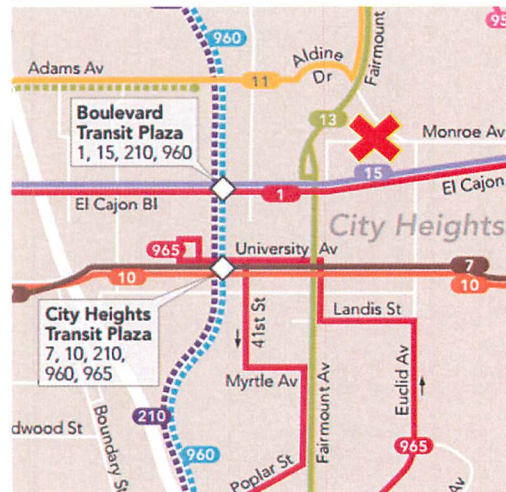 960
95
Adams Av
11
Aldine
Dr
Fairmount
13
Boulevard
Transit Plaza
1, 15, 210, 960
Monroe Av
15
El Cajon Bl
1
El Cajon
City Heights
965
University Av
7
10
10
City Heights
Transit Plaza
7, 10, 210,
960, 965
41st St
Landis St
Myrtle Av
Fairmount Av
Euclid Av
210
Boundary St
dwood St
960
Poplar St
965
Av